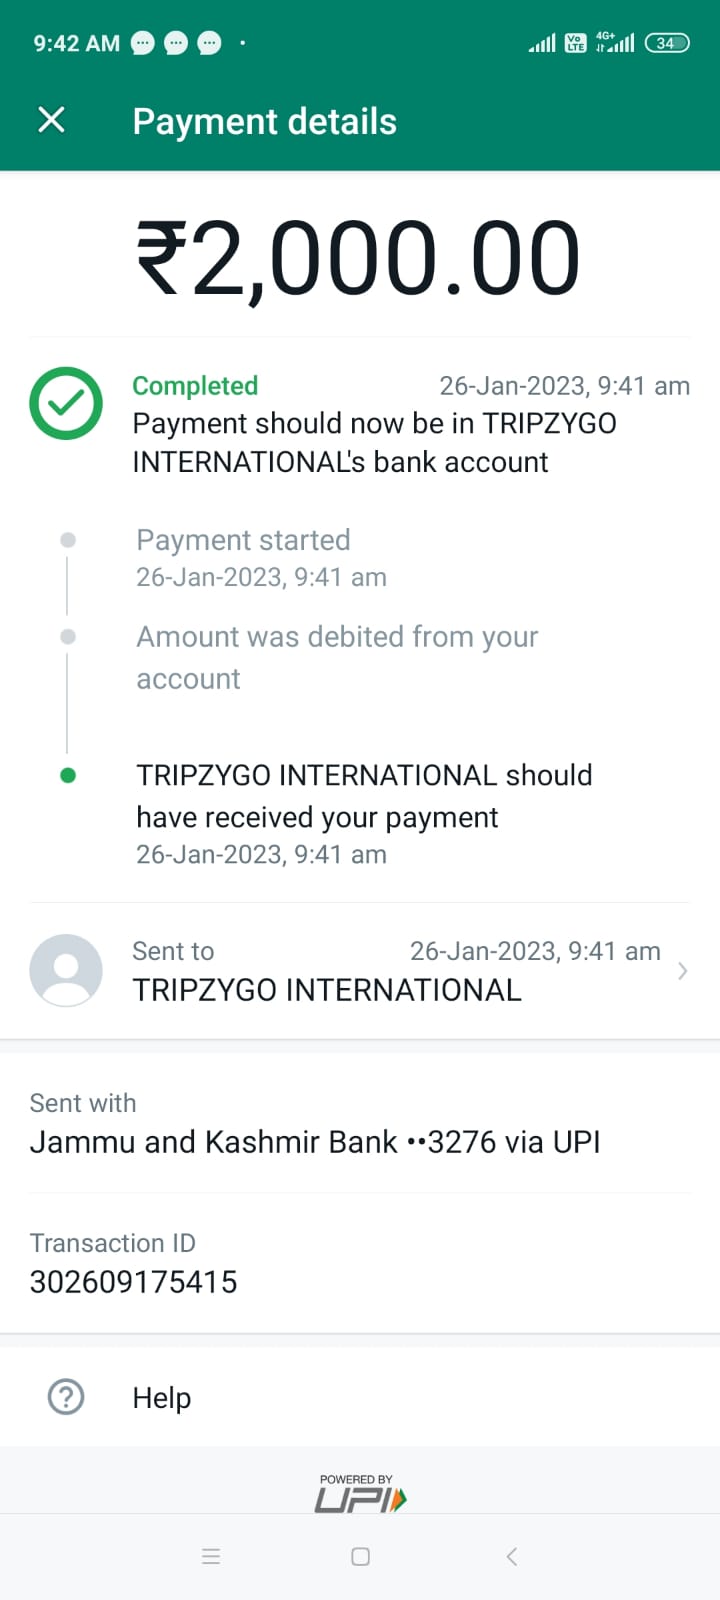 9:42 AM
Vo LTE 4G+ 34
Payment details
₹2,000.00
Completed 26-Jan-2023, 9:41 am
Payment should now be in TRIPZYGO
INTERNATIONAL's bank account
Payment started
26-Jan-2023, 9:41 am
Amount was debited from your
account
TRIPZYGO INTERNATIONAL should
have received your payment
26-Jan-2023, 9:41 am
Sent to 26-Jan-2023, 9:41 am
TRIPZYGO INTERNATIONAL
Sent with
Jammu and Kashmir Bank ••3276 via UPI
Transaction ID
302609175415
Help
POWERED BY
UPI